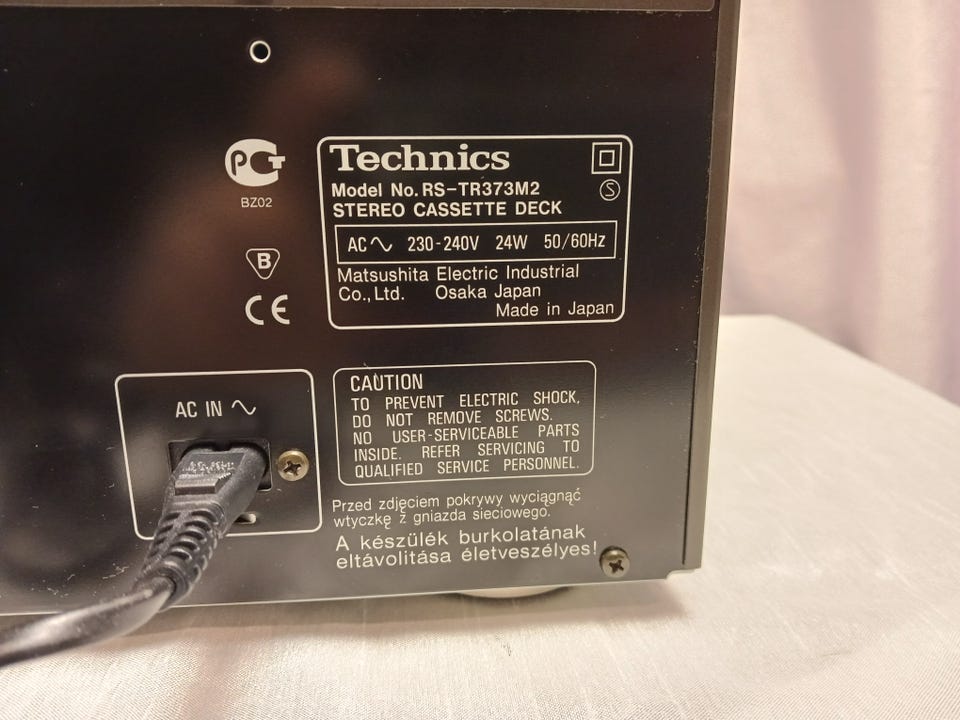 РСТ
BZ02
B
CE
Technics
S
Model No. RS-TR373M2
STEREO CASSETTE DECK
AC∿ 230-240V 24W 50/60Hz
Matsushita Electric Industrial
Co., Ltd. Osaka Japan
Made in Japan
AC IN ∿
CAUTION
TO PREVENT ELECTRIC SHOCK,
DO NOT REMOVE SCREWS.
NO USER-SERVICEABLE PARTS
INSIDE. REFER SERVICING TO
QUALIFIED SERVICE PERSONNEL.
Przed zdjęciem pokrywy wyciągnąć
wtyczkę z gniazda sieciowego.
A készülék burkolatának
eltávolitása életveszélyes!